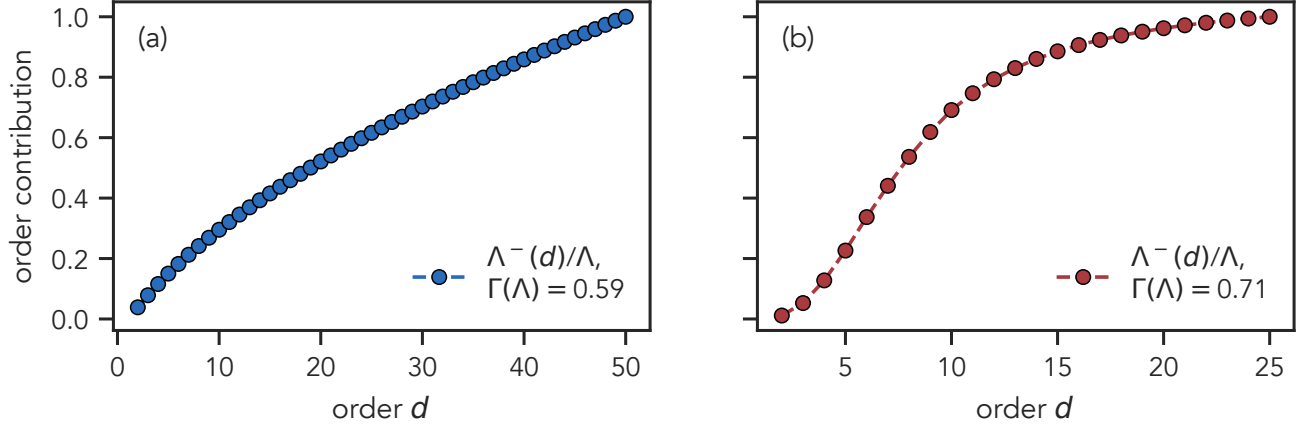 order contribution
1.0
0.8
0.6
0.4
0.2
0.0
(a)
Λ⁻(d)/Λ,
Γ(Λ) = 0.59
0 10 20 30 40 50
order d
(b)
Λ⁻(d)/Λ,
Γ(Λ) = 0.71
5 10 15 20 25
order d